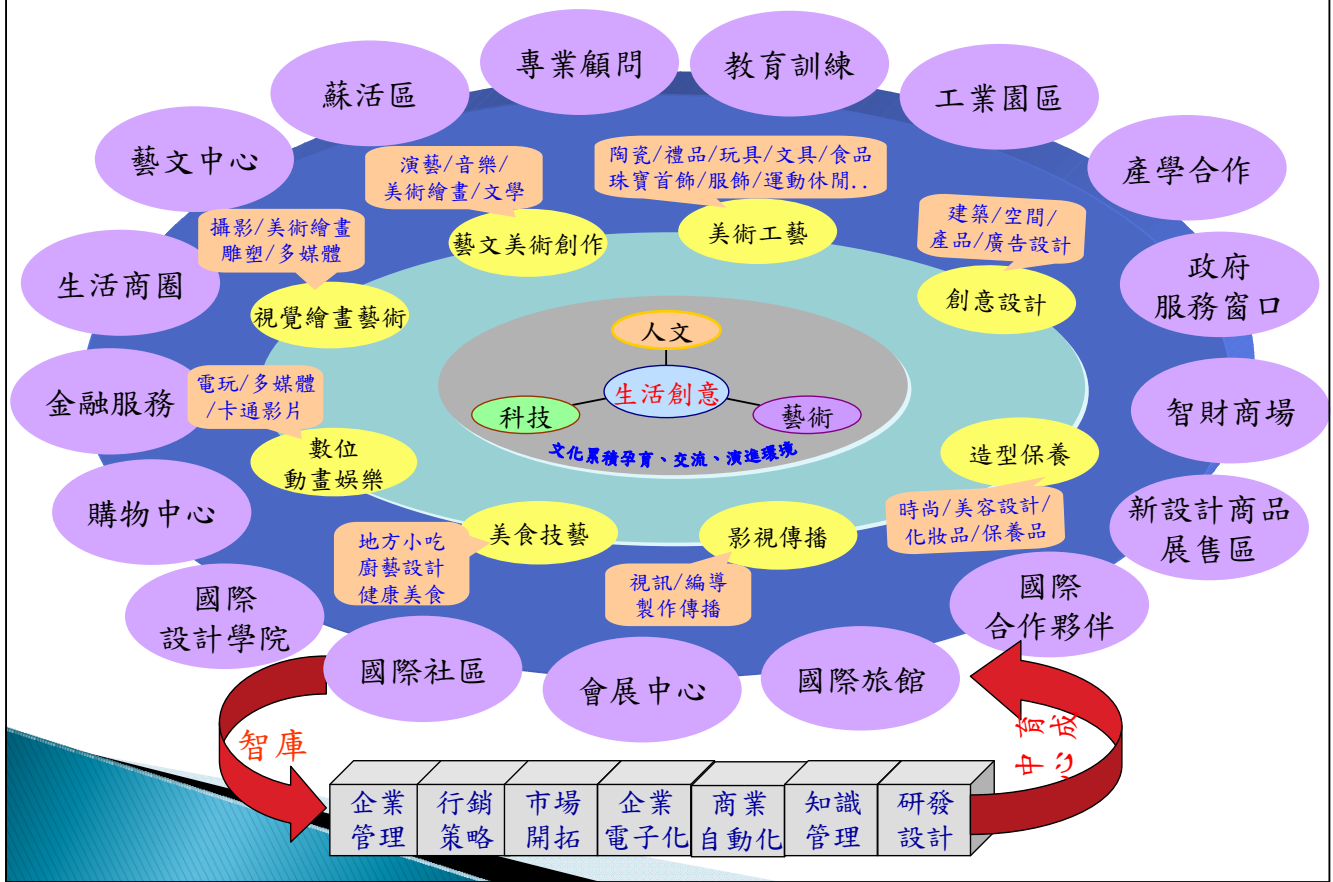 專業顧問
教育訓練
蘇活區
工業園區
藝文中心
產學合作
演藝/音樂/
美術繪畫/文學
陶瓷/禮品/玩具/文具/食品
珠寶首飾/服飾/運動休閒..
攝影/美術繪畫
雕塑/多媒體
建築/空間/
產品/廣告設計
藝文美術創作
美術工藝
生活商圈
政府
服務窗口
視覺繪畫藝術
創意設計
人文
生活創意
科技
藝術
文化累積孕育、交流、演進環境
金融服務
電玩/多媒體
/卡通影片
智財商場
數位
動畫娛樂
造型保養
購物中心
時尚/美容設計/
化妝品/保養品
新設計商品
展售區
美食技藝
影視傳播
地方小吃
廚藝設計
健康美食
視訊/編導
製作傳播
國際
設計學院
國際
合作夥伴
國際社區
會展中心
國際旅館
智庫
育成
中心
企業
管理
行銷
策略
市場
開拓
企業
電子化
商業
自動化
知識
管理
研發
設計